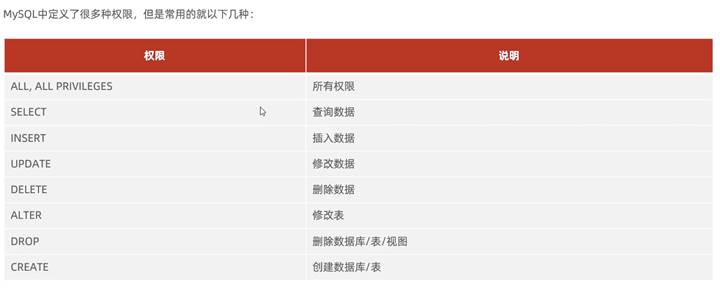 MySQL中定义了很多种权限，但是常用的就以下几种：
权限 说明
ALL, ALL PRIVILEGES 所有权限
SELECT 查询数据
INSERT 插入数据
UPDATE 修改数据
DELETE 删除数据
ALTER 修改表
DROP 删除数据库/表/视图
CREATE 创建数据库/表